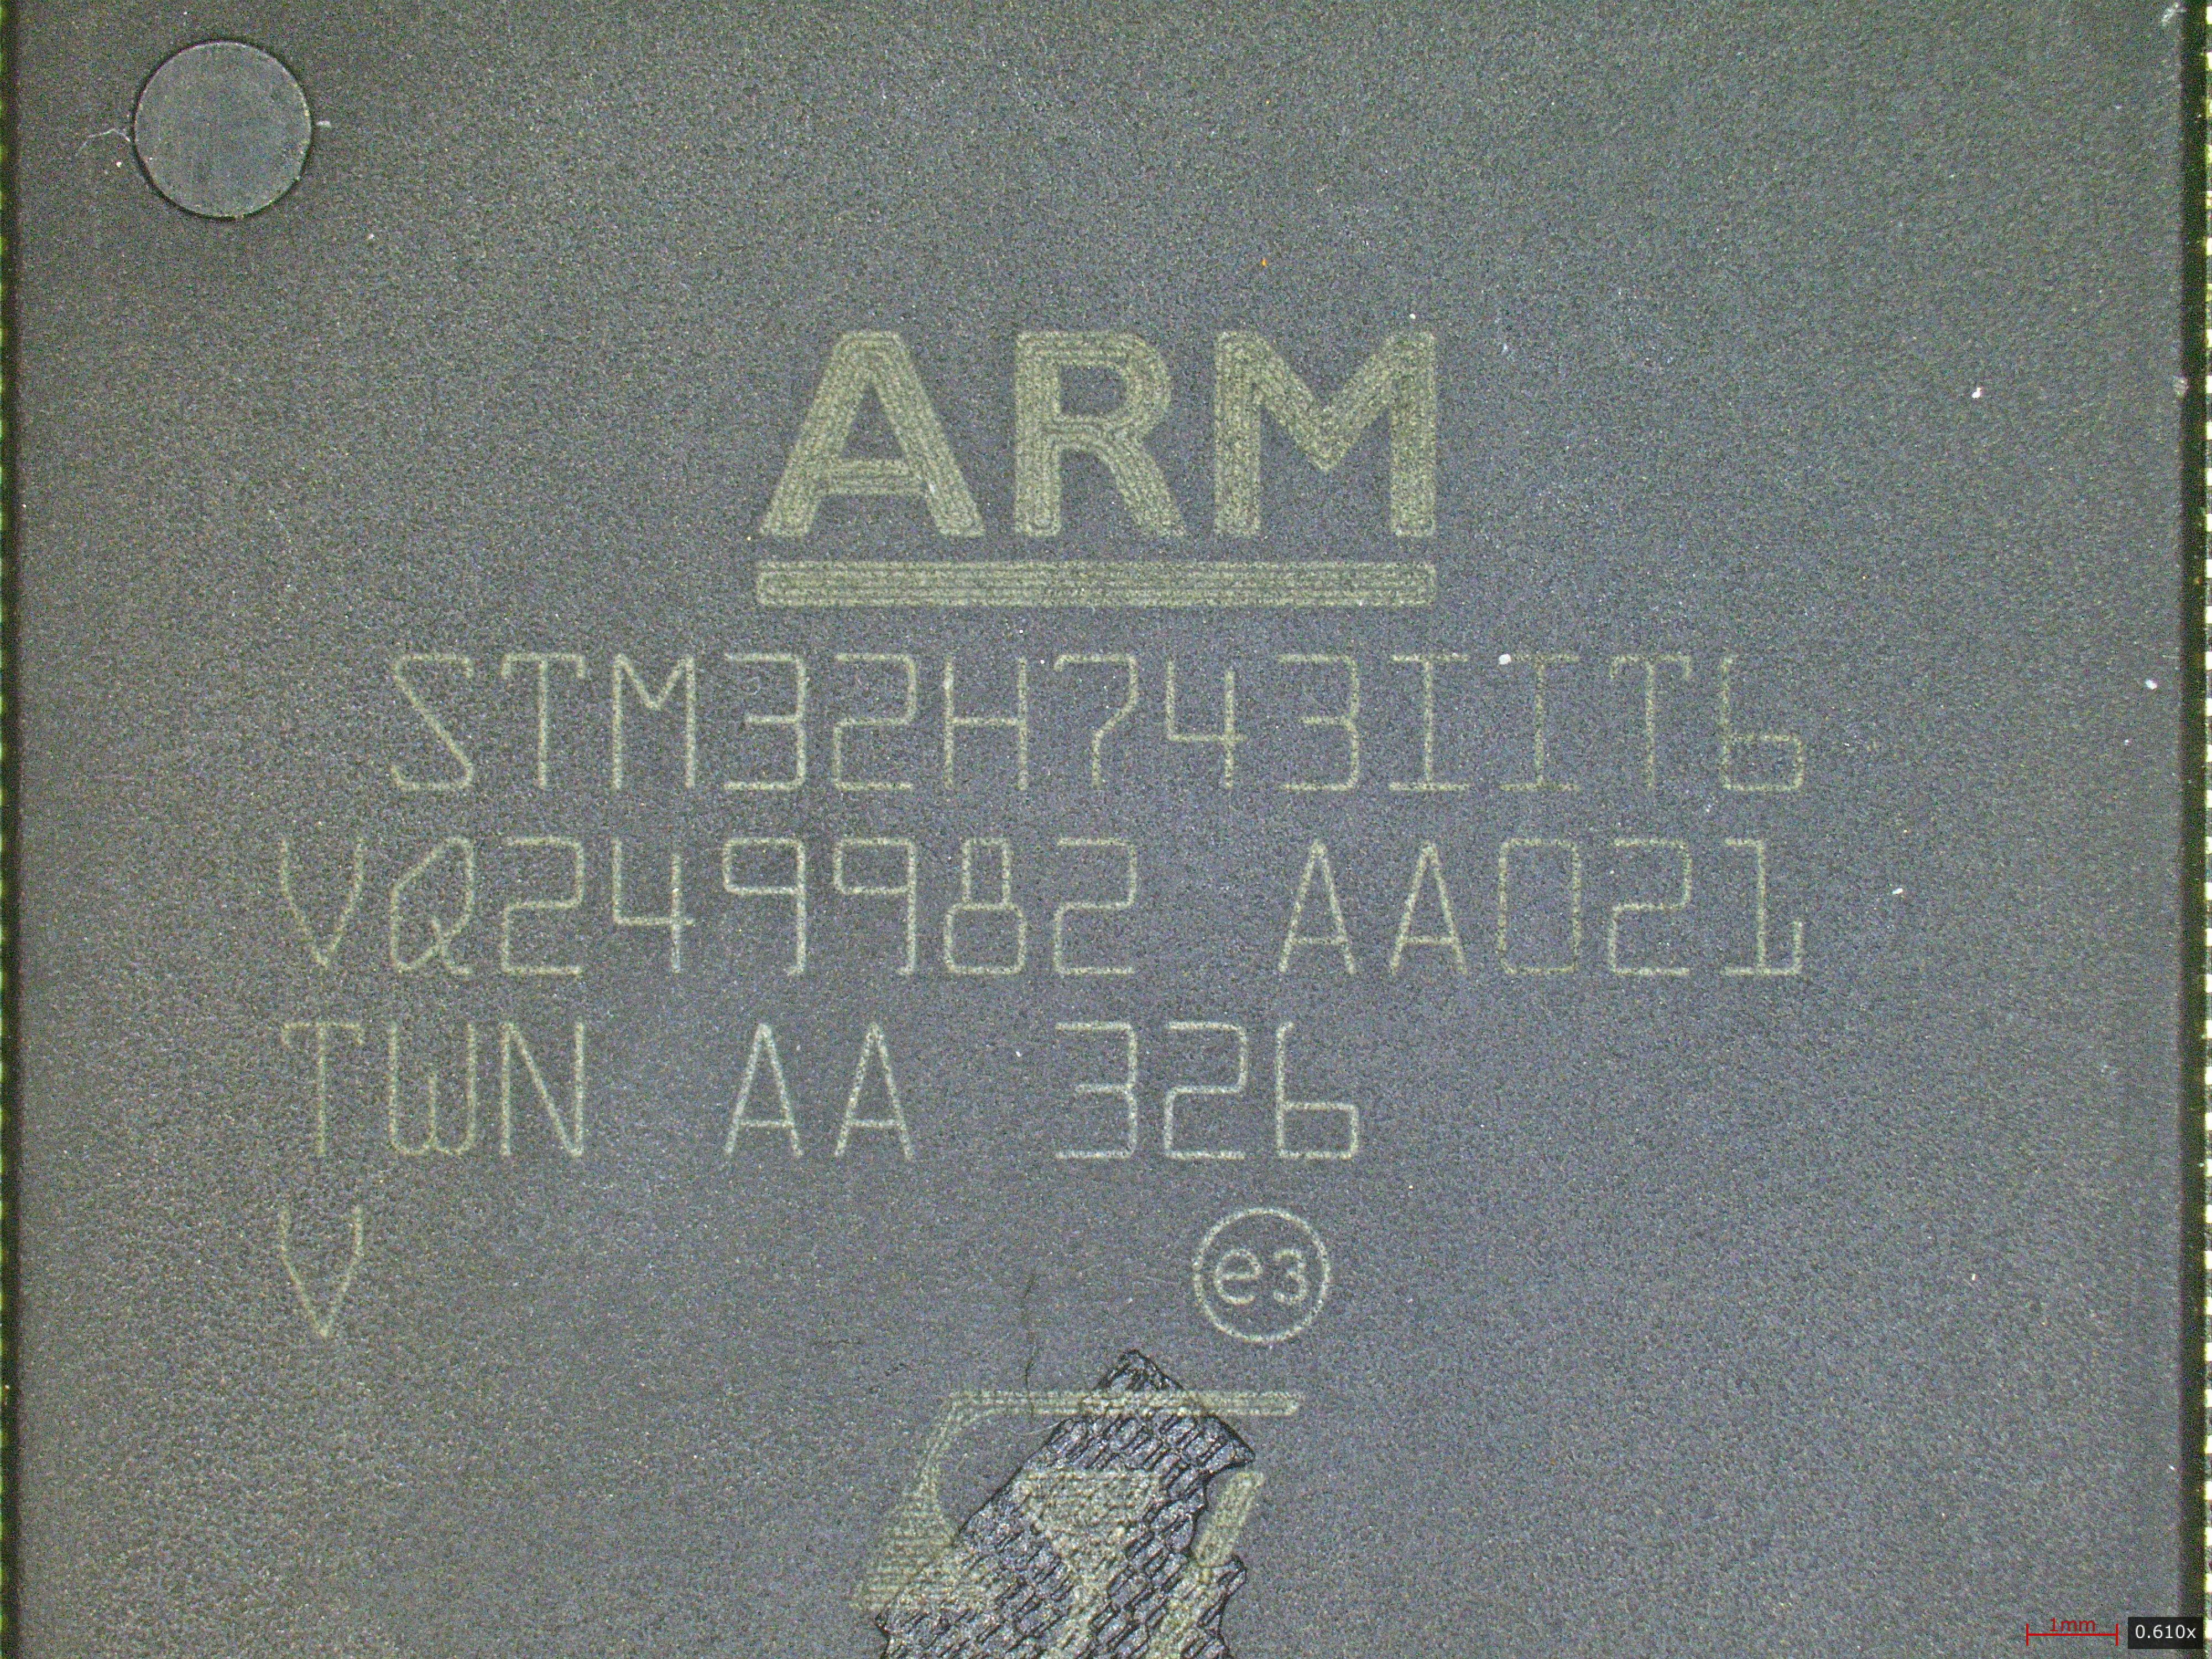 ARM
STM32H743IIT6
VQ249982 AA021
TWN AA 326
V e3
1mm 0.610x